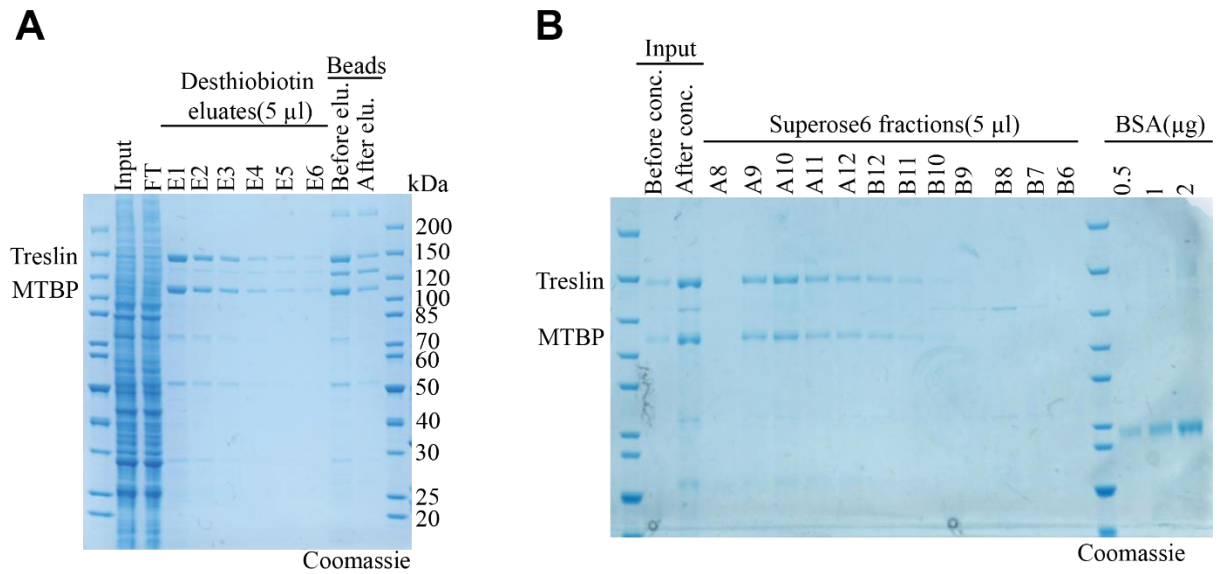 A
Desthiobiotin
eluates(5 µl)
Beads
Input
FT
E1
E2
E3
E4
E5
E6
Before elu.
After elu.
kDa
Treslin
MTBP
200
150
120
100
85
70
60
50
40
30
25
20
Coomassie
B
Input
Before conc.
After conc.
Superose6 fractions(5 µl)
A8
A9
A10
A11
A12
B12
B11
B10
B9
B8
B7
B6
BSA(µg)
0.5
1
2
Treslin
MTBP
Coomassie